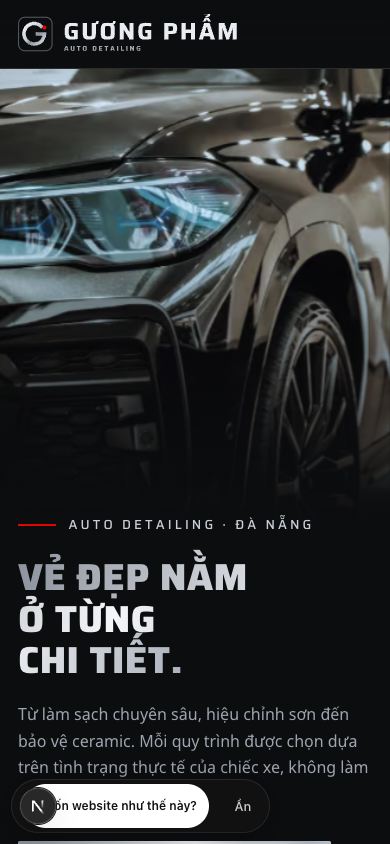 GƯƠNG PHẨM
AUTO DETAILING
AUTO DETAILING · ĐÀ NẴNG
VẺ ĐẸP NẰM
Ở TỪNG
CHI TIẾT.
Từ làm sạch chuyên sâu, hiệu chỉnh sơn đến
bảo vệ ceramic. Mỗi quy trình được chọn dựa
trên tình trạng thực tế của chiếc xe, không làm
website như thế này?
Ẩn